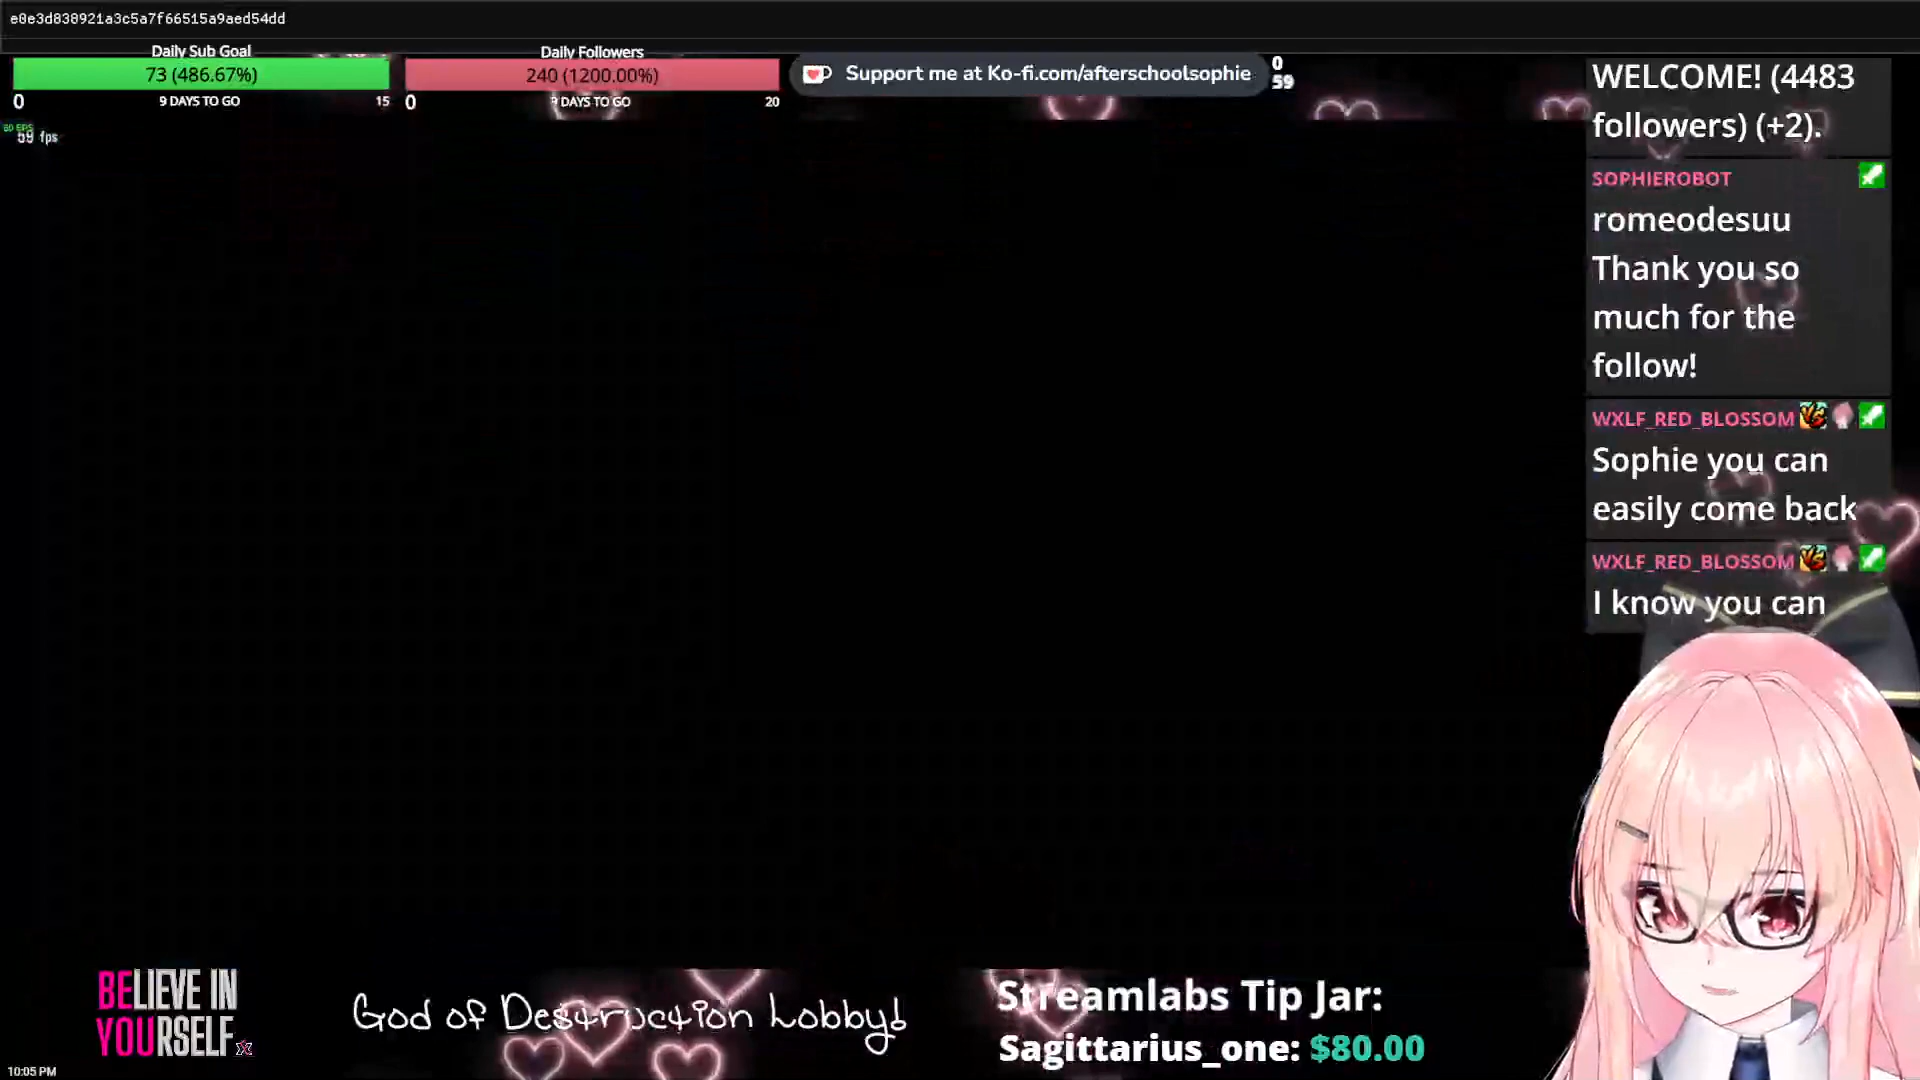 e0e3d838921a3c5a7f66515a9aed54dd
Daily Sub Goal
73 (486.67%)
0
9 DAYS TO GO
15
Daily Followers
240 (1200.00%)
0
9 DAYS TO GO
20
Support me at Ko-fi.com/afterschoolsophie
0
59
60 FPS
59 fps
WELCOME! (4483
followers) (+2).
SOPHIEROBOT
romeodesuu
Thank you so
much for the
follow!
WXLF_RED_BLOSSOM
Sophie you can
easily come back
WXLF_RED_BLOSSOM
I know you can
BELIEVE IN
YOURSELF
God of Destruction Lobby!
Streamlabs Tip Jar:
Sagittarius_one: $80.00
10:05 PM